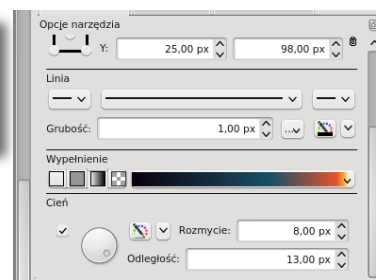 Opcje narzędzia
Y: 25,00 px 98,00 px
Linia
Grubość: 1,00 px ...
Wypełnienie
Cień
Rozmycie: 8,00 px
Odległość: 13,00 px